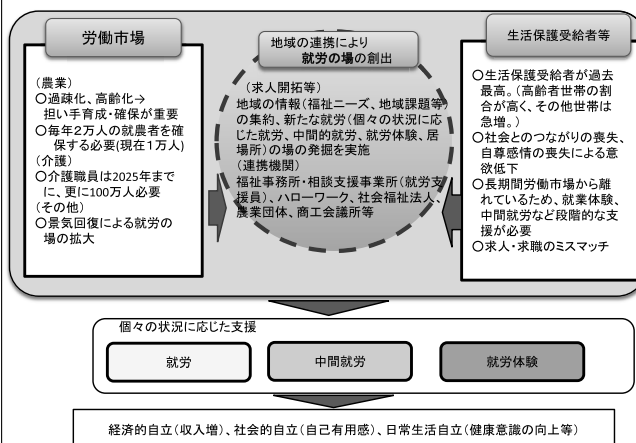 労働市場
(農業)
○過疎化、高齢化→
担い手育成・確保が重要
○毎年2万人の就農者を確
保する必要(現在1万人)
(介護)
○介護職員は2025年まで
に、更に100万人必要
(その他)
○景気回復による就労の
場の拡大
地域の連携により
就労の場の創出
(求人開拓等)
地域の情報(福祉ニーズ、地域課題等)
の集約、新たな就労(個々の状況に応
じた就労、中間的就労、就労体験、居
場所)の場の発掘を実施
(連携機関)
福祉事務所・相談支援事業所(就労支
援員)、ハローワーク、社会福祉法人、
農業団体、商工会議所等
生活保護受給者等
○生活保護受給者が過去
最高。(高齢者世帯の割
合が高く、その他世帯は
急増。)
○社会とのつながりの喪失、
自尊感情の喪失による意
欲低下
○長期間労働市場から離
れているため、就業体験、
中間就労など段階的な支
援が必要
○求人・求職のミスマッチ
個々の状況に応じた支援
就労
中間就労
就労体験
経済的自立(収入増)、社会的自立(自己有用感)、日常生活自立(健康意識の向上等)